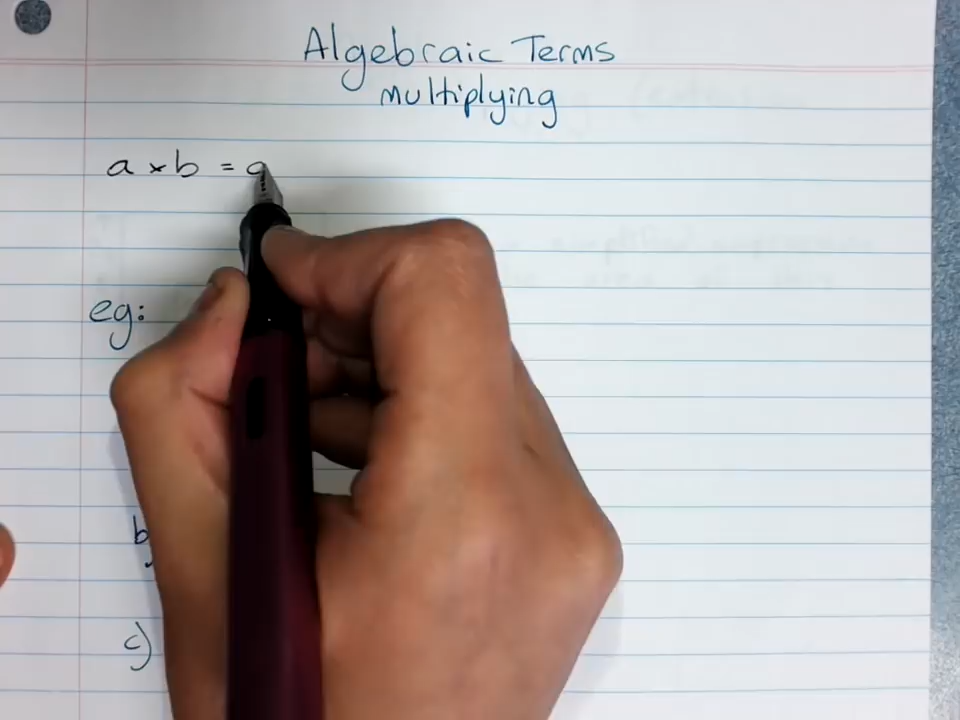 Algebraic Terms
multiplying
a × b = a
eg:
b)
c)